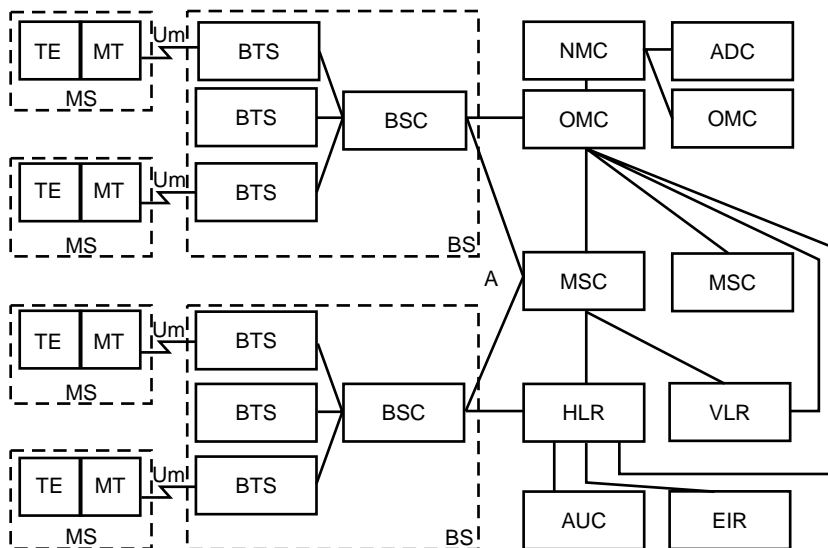 TE MT Um BTS NMC ADC
MS
BTS BSC OMC OMC
TE MT Um BTS
MS
BS
A MSC MSC
TE MT Um BTS
MS
BTS BSC HLR VLR
TE MT Um BTS
AUC EIR
MS BS